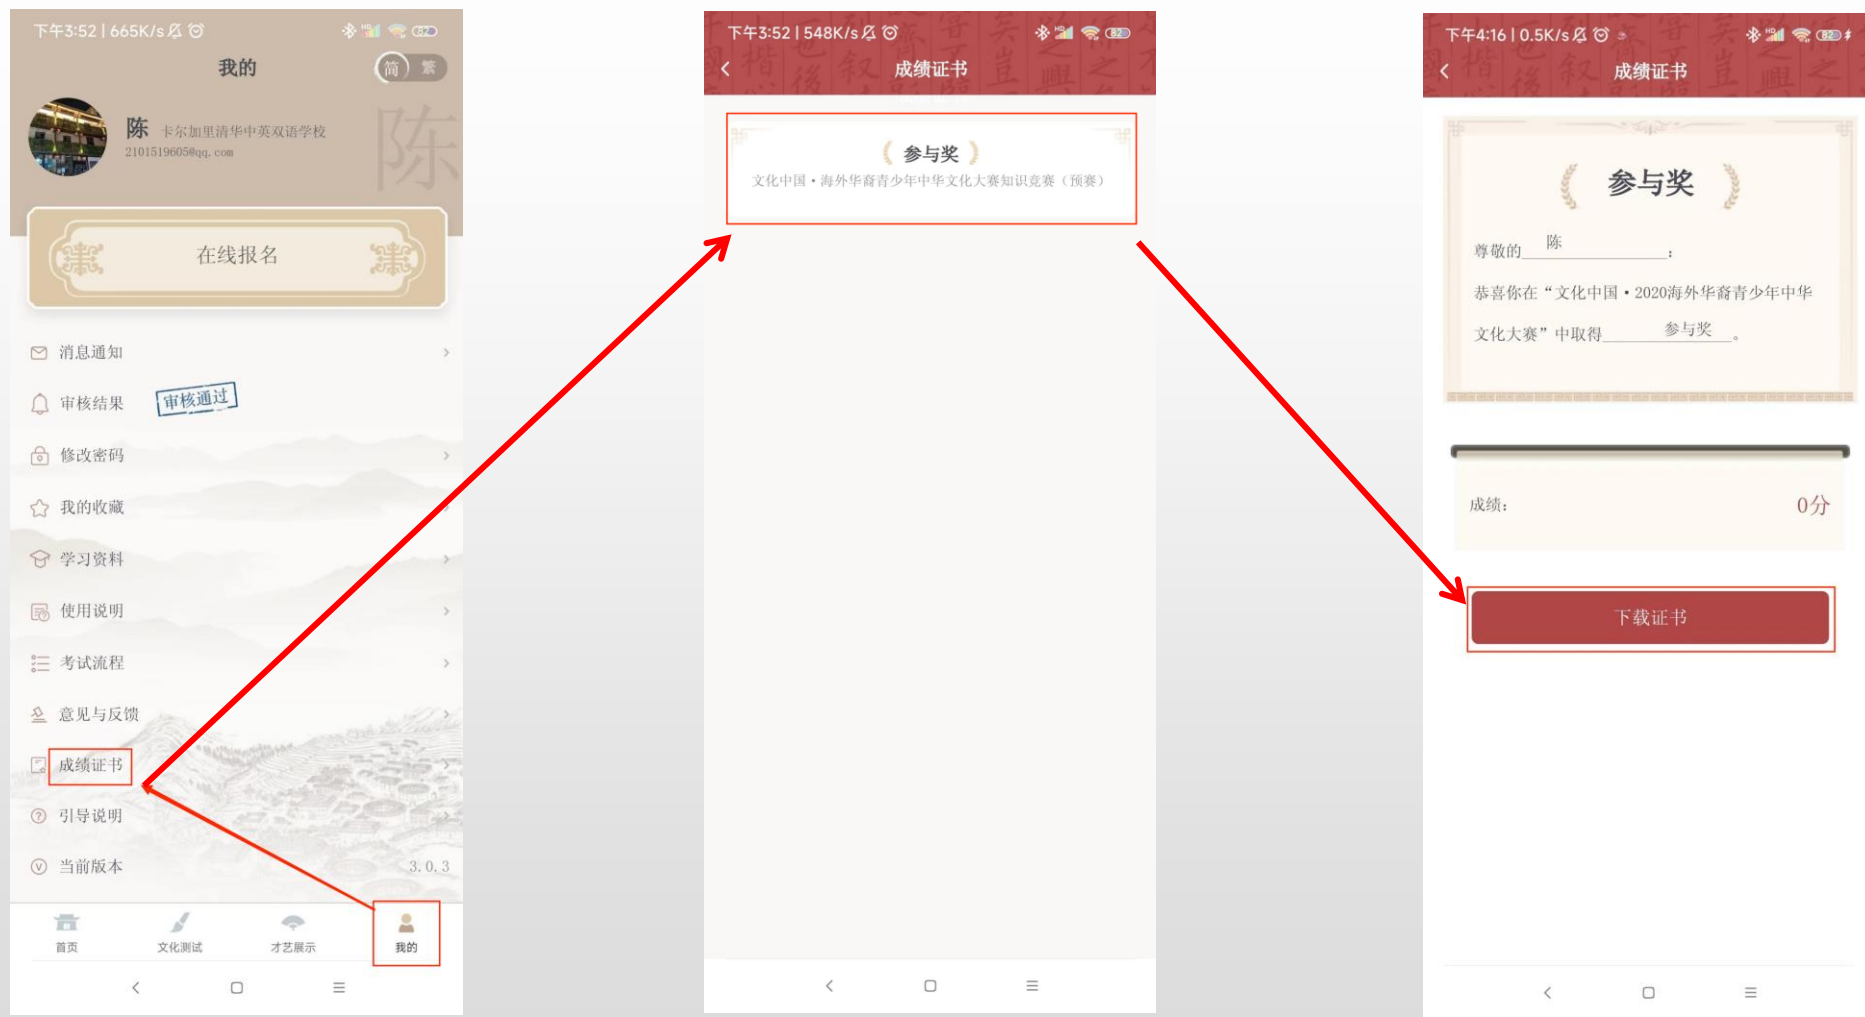 下午3:52 | 665K/s
HD
82
我的
简 繁
陈 卡尔加里清华中英双语学校
2101519605@qq.com
陈
在线报名
消息通知
审核结果 审核通过
修改密码
我的收藏
学习资料
使用说明
考试流程
意见与反馈
成绩证书
引导说明
当前版本 3.0.3
首页 文化测试 才艺展示 我的
下午3:52 | 548K/s
HD
82
成绩证书
参与奖
文化中国·海外华裔青少年中华文化大赛知识竞赛（预赛）
下午4:16 | 0.5K/s
HD
82
成绩证书
参与奖
尊敬的 陈 ：
恭喜你在“文化中国·2020海外华裔青少年中华
文化大赛”中取得 参与奖 。
成绩： 0分
下载证书